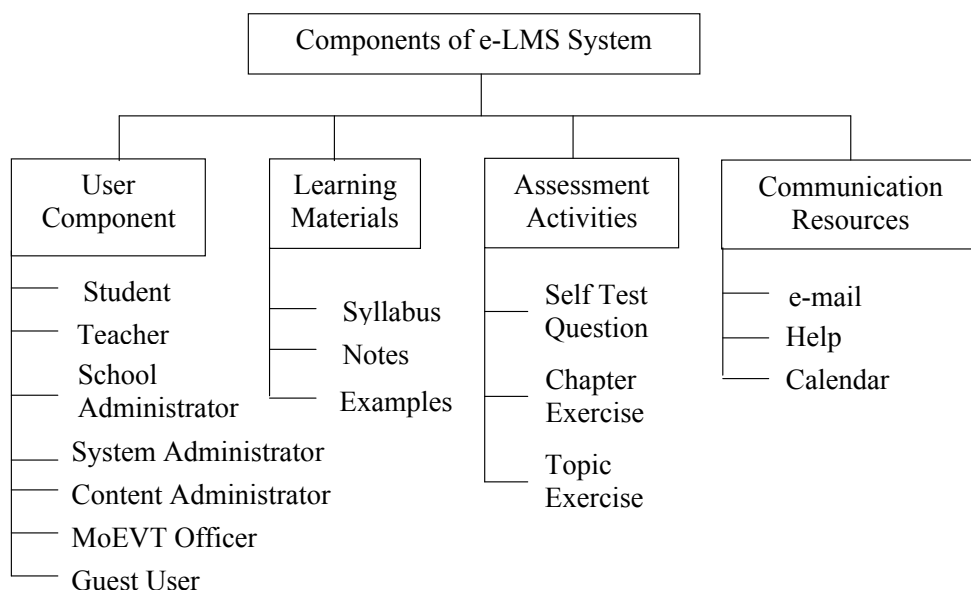 Components of e-LMS System
User
Component
Student
Teacher
School
Administrator
System Administrator
Content Administrator
MoEVT Officer
Guest User
Learning
Materials
Syllabus
Notes
Examples
Assessment
Activities
Self Test
Question
Chapter
Exercise
Topic
Exercise
Communication
Resources
e-mail
Help
Calendar